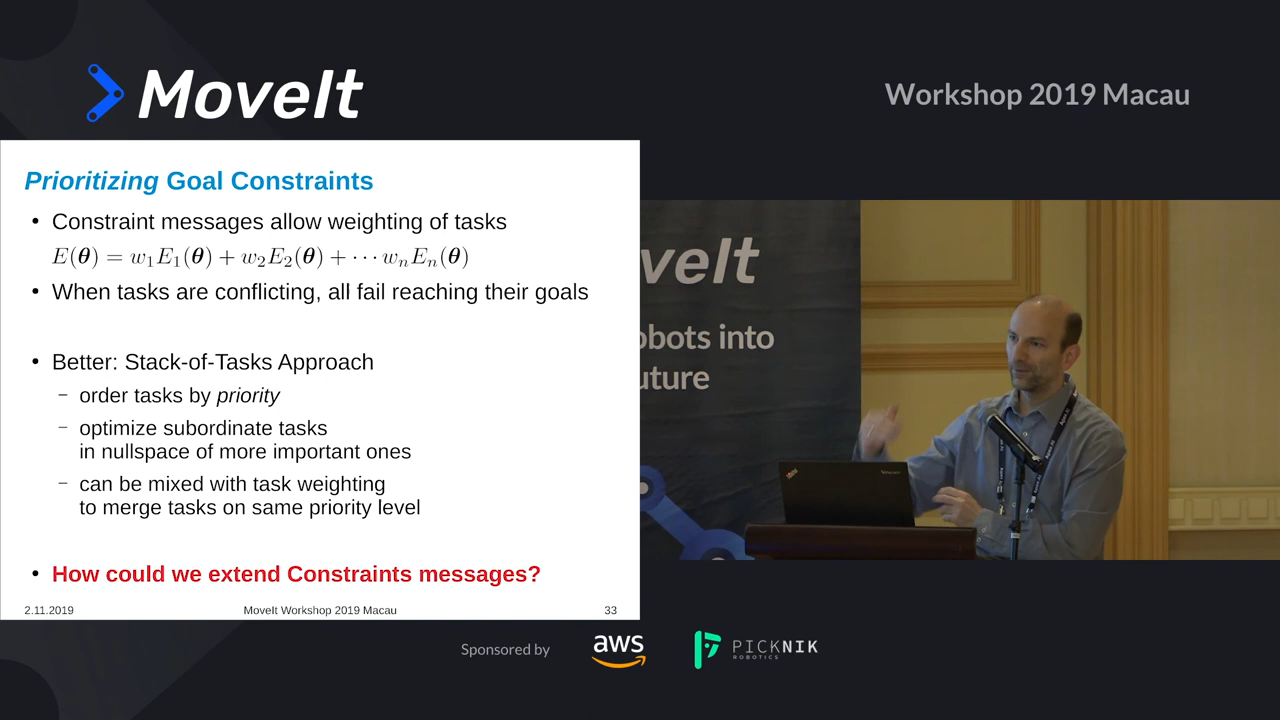 MoveIt
Workshop 2019 Macau
Prioritizing Goal Constraints
• Constraint messages allow weighting of tasks
E(θ) = w₁E₁(θ) + w₂E₂(θ) + ··· wₙEₙ(θ)
• When tasks are conflicting, all fail reaching their goals
• Better: Stack-of-Tasks Approach
− order tasks by priority
− optimize subordinate tasks
in nullspace of more important ones
− can be mixed with task weighting
to merge tasks on same priority level
• How could we extend Constraints messages?
2.11.2019
MoveIt Workshop 2019 Macau
33
veIt
obots into
uture
Sponsored by
aws
PICKNIK
ROBOTICS